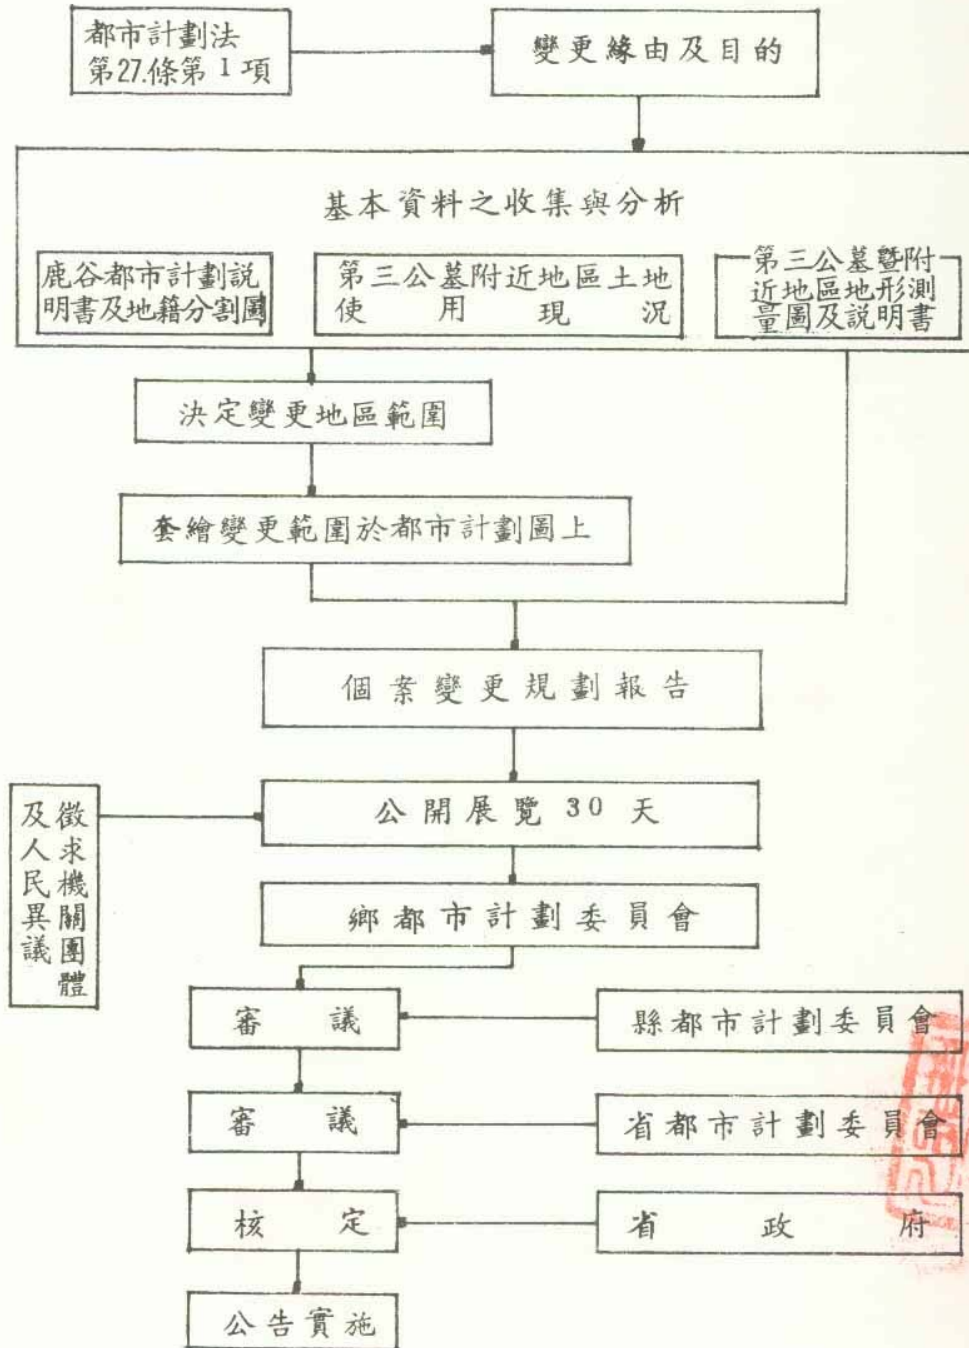 都市計劃法
第27.條第1項
變更緣由及目的
基本資料之收集與分析
鹿谷都市計劃說
明書及地籍分割圖
第三公墓附近地區土地
使用現況
第三公墓暨附
近地區地形測
量圖及說明書
決定變更地區範圍
套繪變更範圍於都市計劃圖上
個案變更規劃報告
公開展覽30天
徵求機關團體
及人民異議
鄉都市計劃委員會
審議
縣都市計劃委員會
審議
省都市計劃委員會
核定
省政府
公告實施